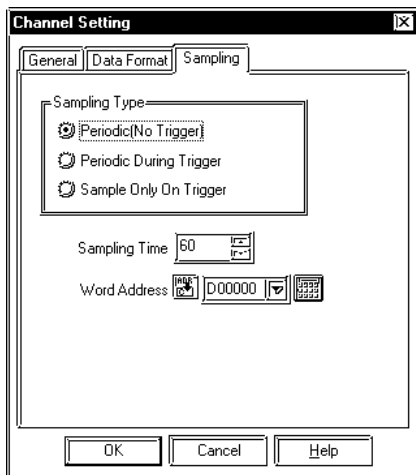 Channel Setting
General Data Format Sampling
Sampling Type
Periodic(No Trigger)
Periodic During Trigger
Sample Only On Trigger
Sampling Time 60
Word Address D00000
OK Cancel Help